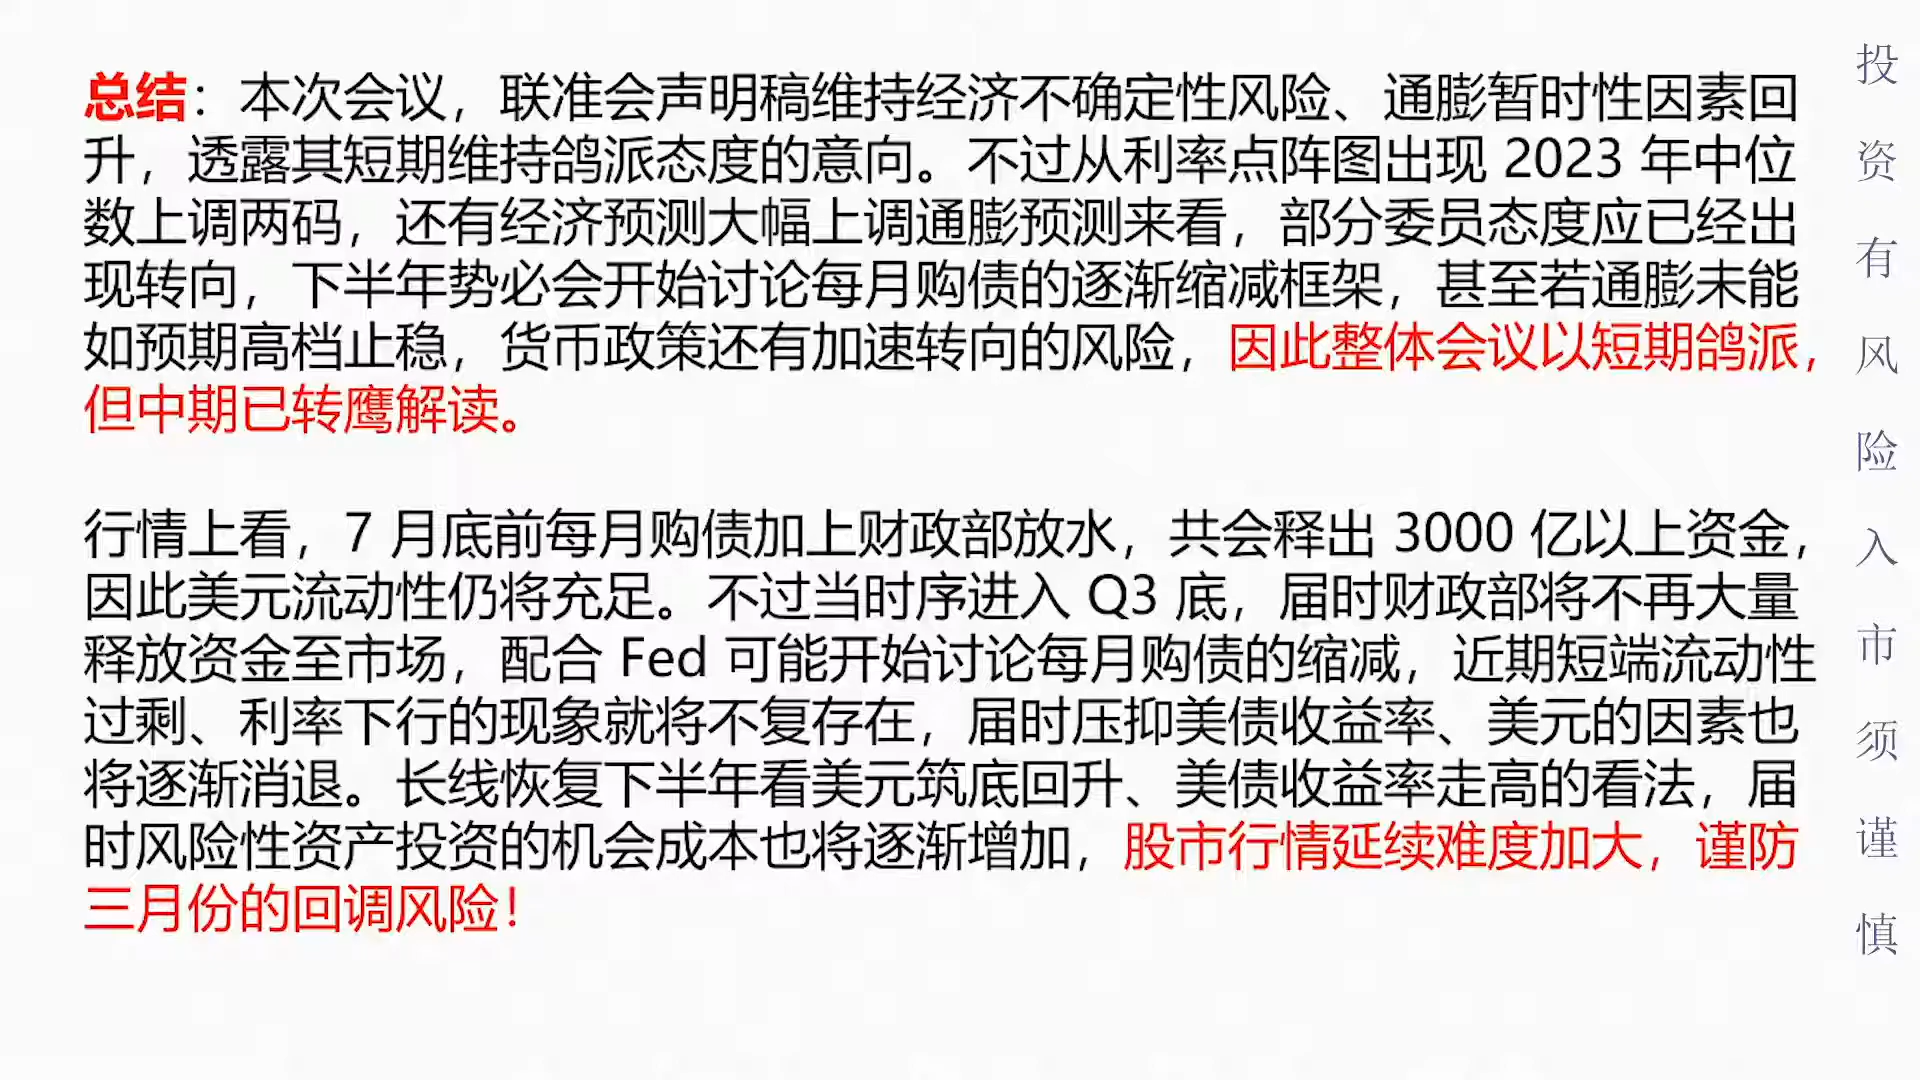 总结：本次会议，联准会声明稿维持经济不确定性风险、通膨暂时性因素回
升，透露其短期维持鸽派态度的意向。不过从利率点阵图出现 2023 年中位
数上调两码，还有经济预测大幅上调通膨预测来看，部分委员态度应已经出
现转向，下半年势必会开始讨论每月购债的逐渐缩减框架，甚至若通膨未能
如预期高档止稳，货币政策还有加速转向的风险，因此整体会议以短期鸽派，
但中期已转鹰解读。
行情上看，7 月底前每月购债加上财政部放水，共会释出 3000 亿以上资金，
因此美元流动性仍将充足。不过当时序进入 Q3 底，届时财政部将不再大量
释放资金至市场，配合 Fed 可能开始讨论每月购债的缩减，近期短端流动性
过剩、利率下行的现象就将不复存在，届时压抑美债收益率、美元的因素也
将逐渐消退。长线恢复下半年看美元筑底回升、美债收益率走高的看法，届
时风险性资产投资的机会成本也将逐渐增加，股市行情延续难度加大，谨防
三月份的回调风险！
投资有风险入市须谨慎